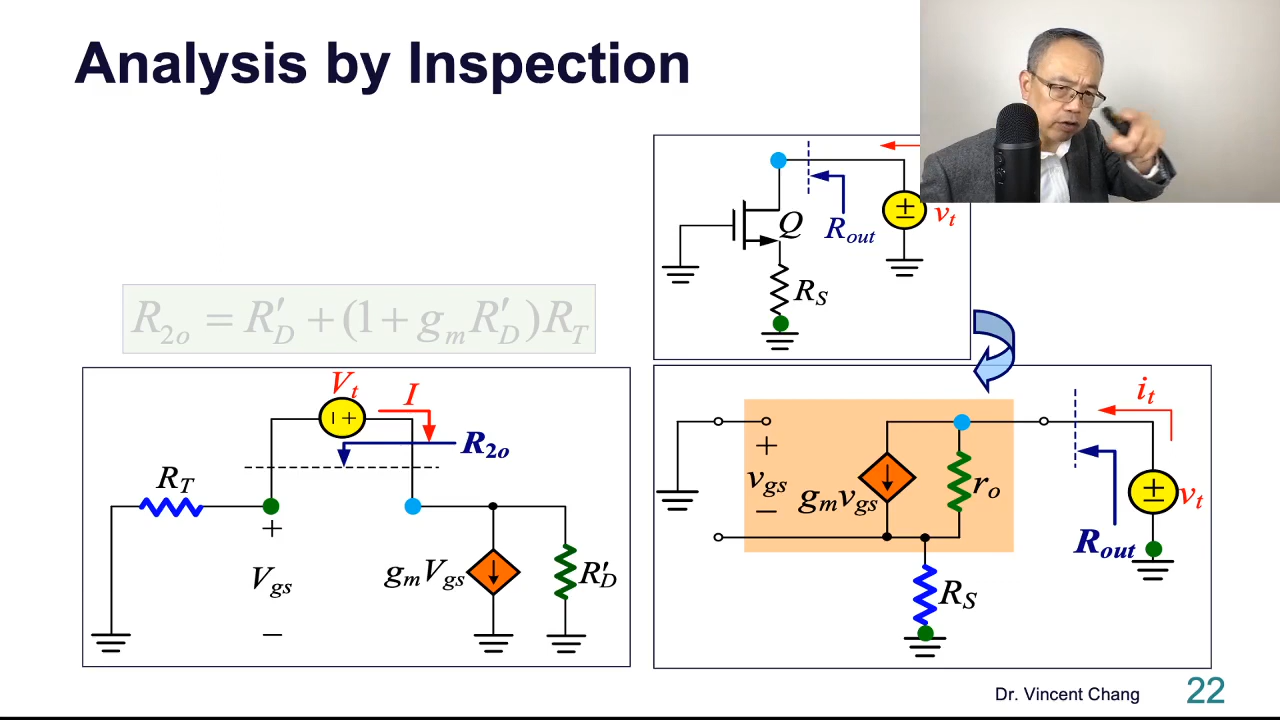 Analysis by Inspection
Q
R_out
v_t
R_S
R_2o = R'_D + (1 + g_m R'_D)R_T
V_t
I
R_2o
R_T
+
V_gs
−
g_m V_gs
R'_D
i_t
+
v_gs
−
g_m v_gs
r_o
v_t
R_out
R_S
Dr. Vincent Chang
22